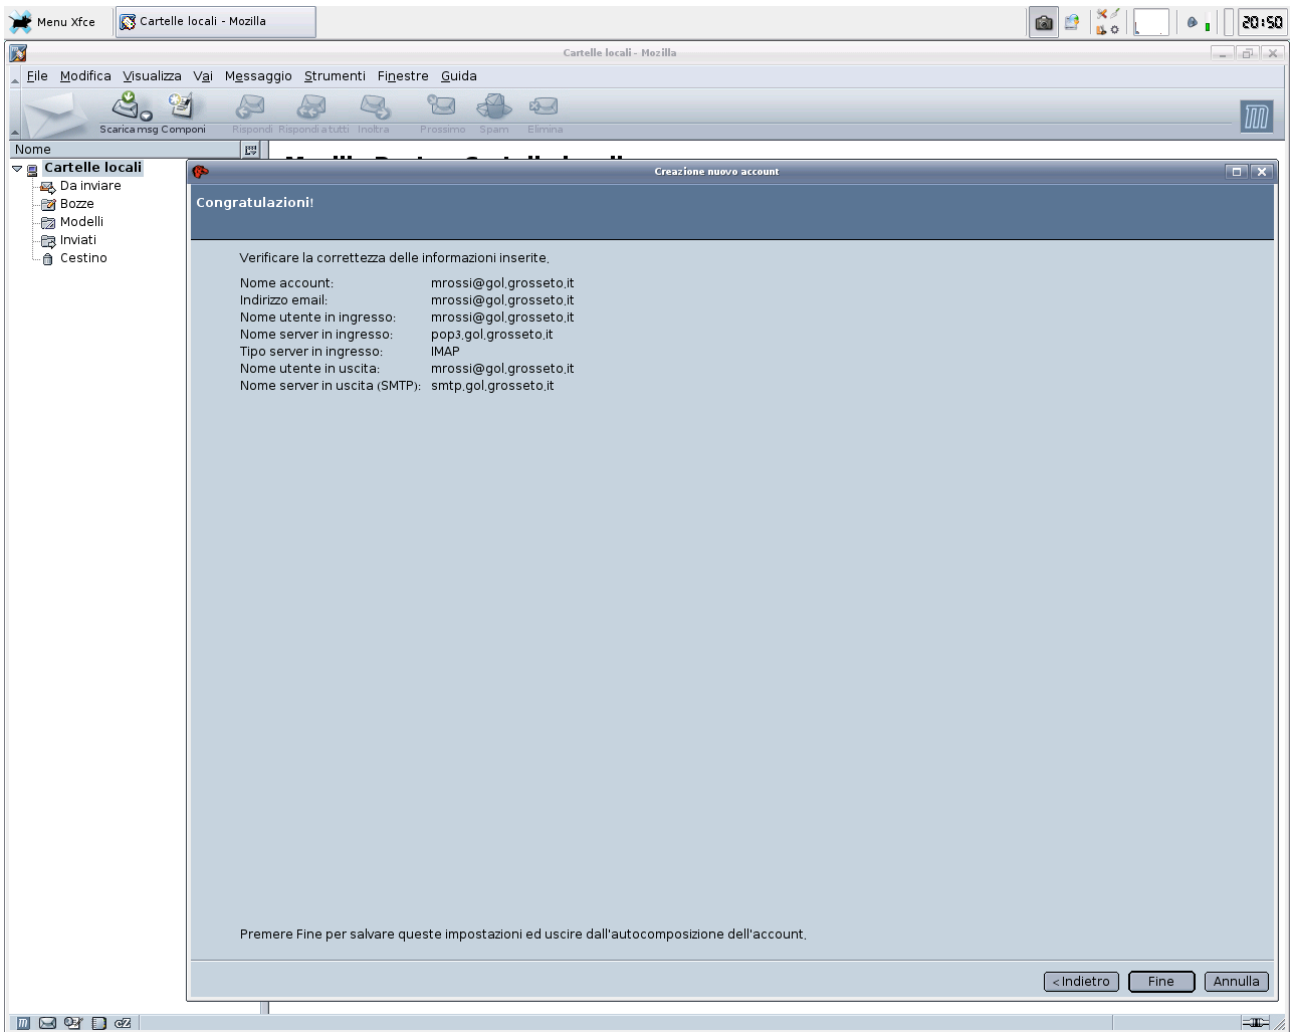 Menu Xfce
Cartelle locali - Mozilla
20:50
Cartelle locali - Mozilla
File Modifica Visualizza Vai Messaggio Strumenti Finestre Guida
Scarica msg Componi Rispondi Rispondi a tutti Inoltra Prossimo Spam Elimina
Nome
Cartelle locali
Da inviare
Bozze
Modelli
Inviati
Cestino
Creazione nuovo account
Congratulazioni!
Verificare la correttezza delle informazioni inserite.
Nome account: mrossi@gol.grosseto.it
Indirizzo email: mrossi@gol.grosseto.it
Nome utente in ingresso: mrossi@gol.grosseto.it
Nome server in ingresso: pop3.gol.grosseto.it
Tipo server in ingresso: IMAP
Nome utente in uscita: mrossi@gol.grosseto.it
Nome server in uscita (SMTP): smtp.gol.grosseto.it
Premere Fine per salvare queste impostazioni ed uscire dall'autocomposizione dell'account.
< Indietro Fine Annulla